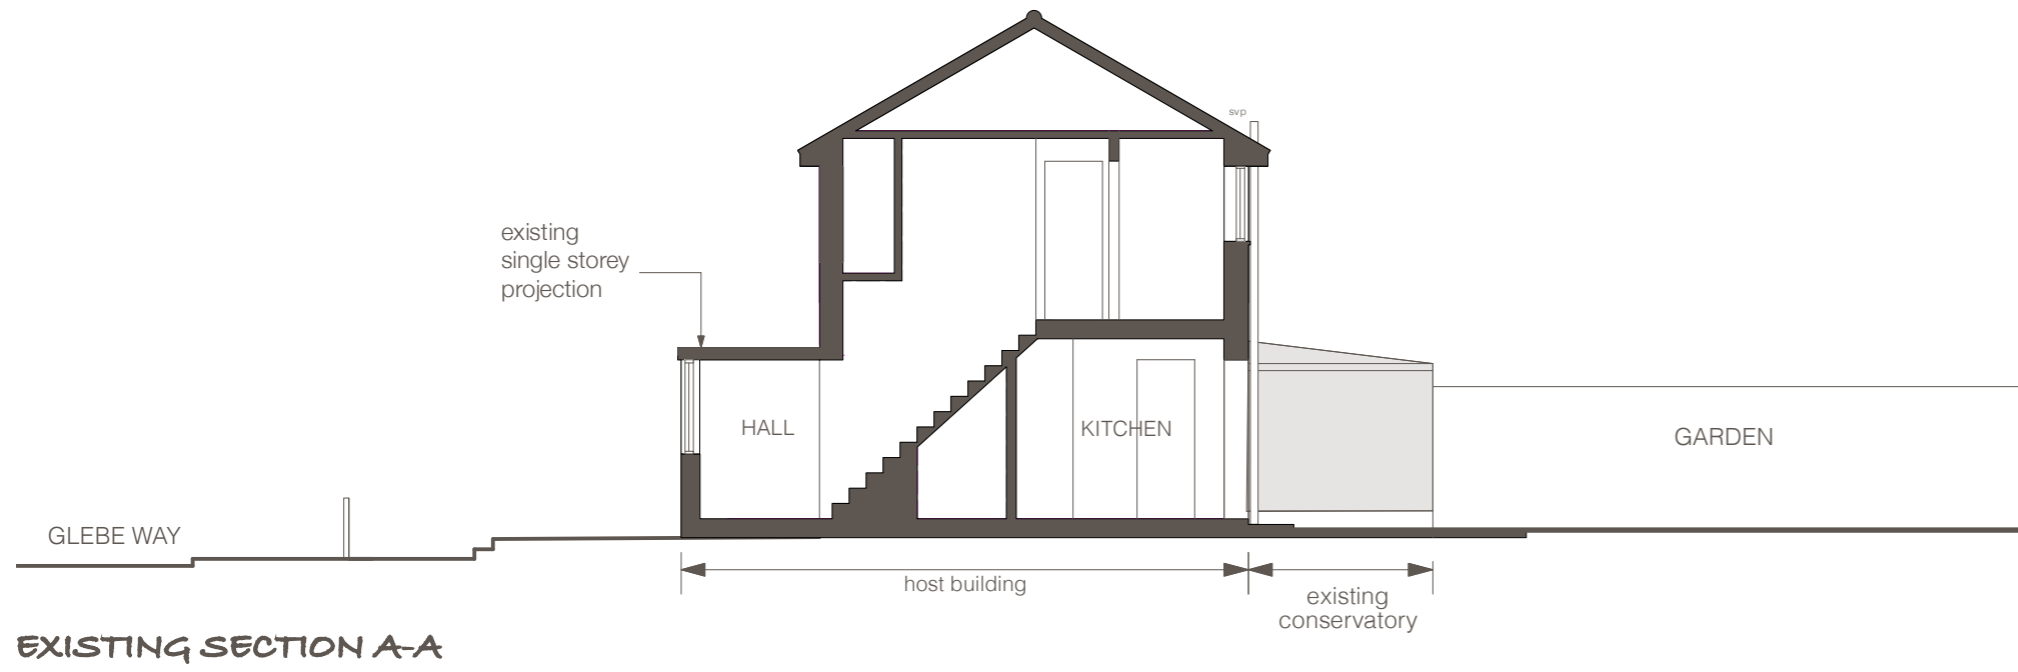 svp
existing
single storey
projection
HALL
KITCHEN
GARDEN
GLEBE WAY
host building
existing
conservatory
EXISTING SECTION A-A